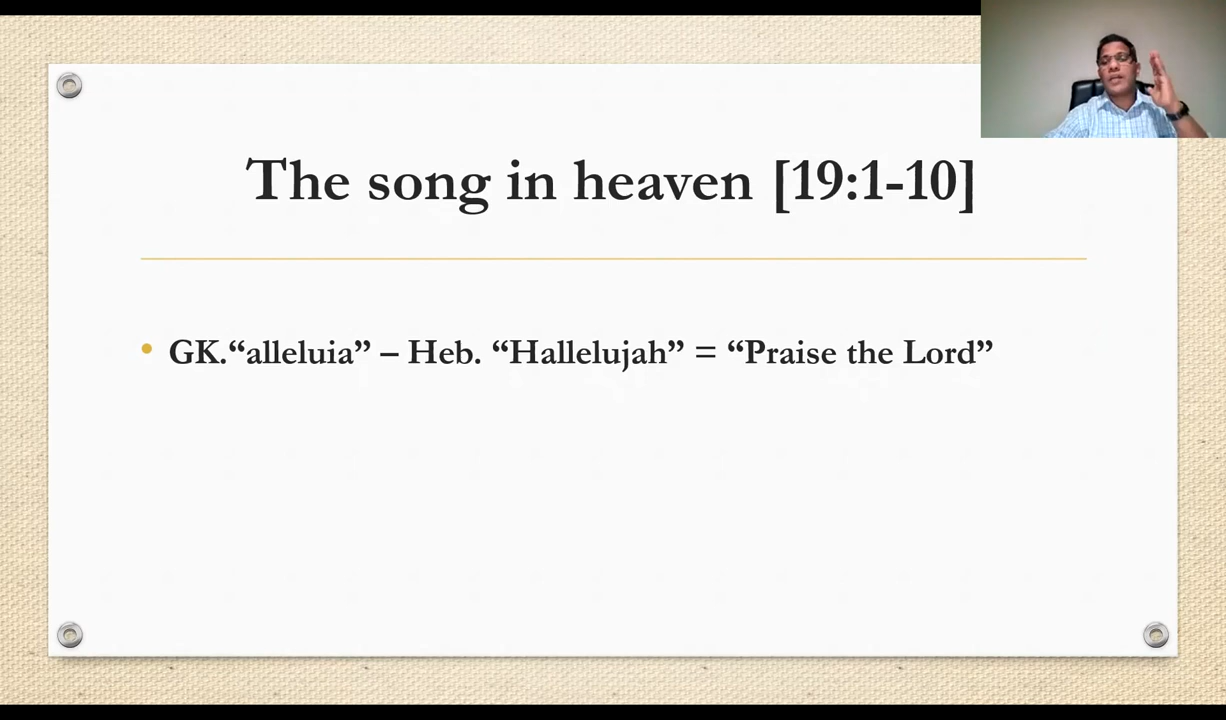 The song in heaven [19:1-10]
• GK.“alleluia” – Heb. “Hallelujah” = “Praise the Lord”